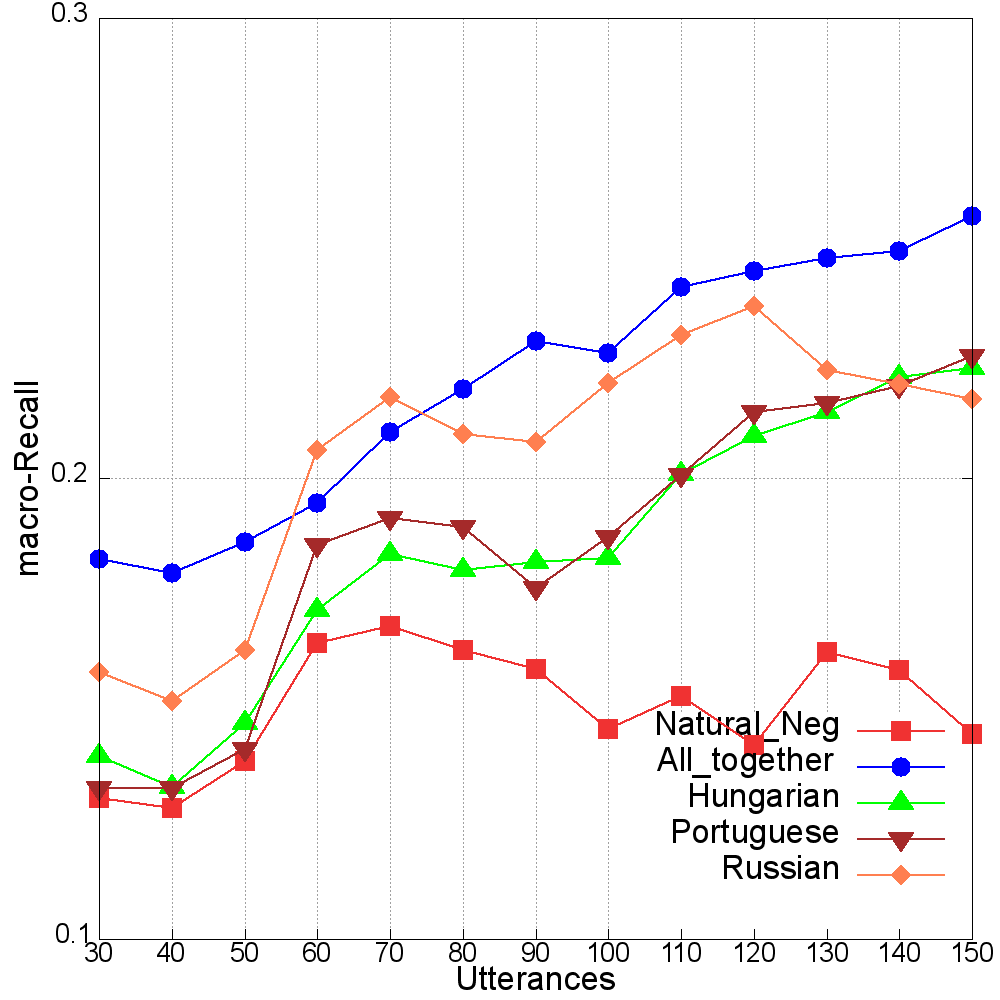 0.3
0.2
0.1
macro-Recall
Natural_Neg
All_together
Hungarian
Portuguese
Russian
30 40 50 60 70 80 90 100 110 120 130 140 150
Utterances